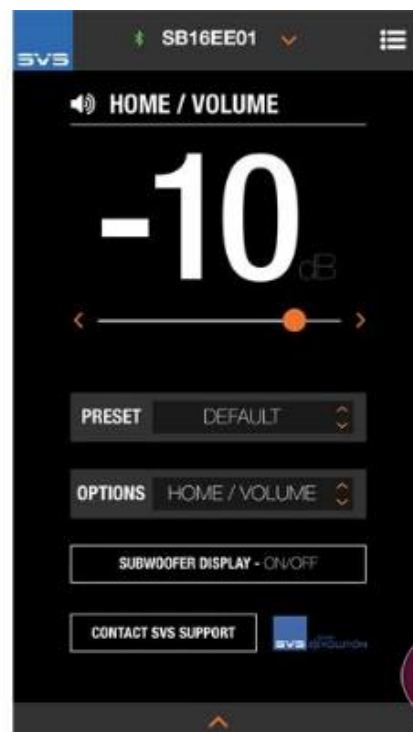 SVS
SB16EE01
HOME / VOLUME
-10 dB
PRESET DEFAULT
OPTIONS HOME / VOLUME
SUBWOOFER DISPLAY - ON/OFF
CONTACT SVS SUPPORT
SVS